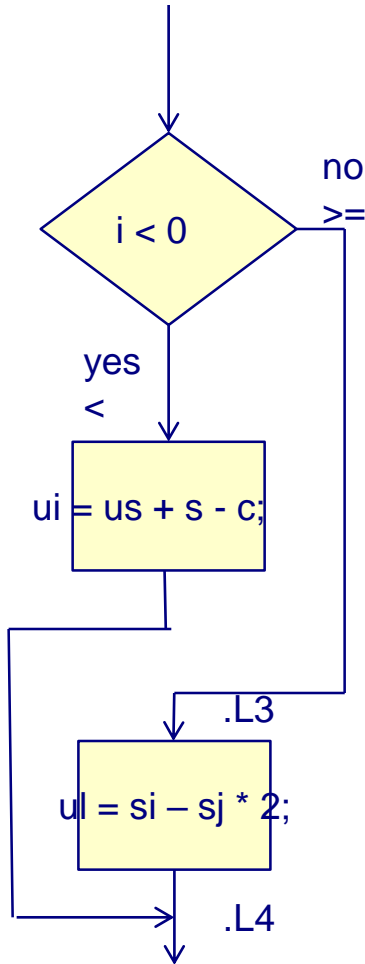 i < 0
no
>=
yes
<
ui = us + s - c;
.L3
ul = si – sj * 2;
.L4